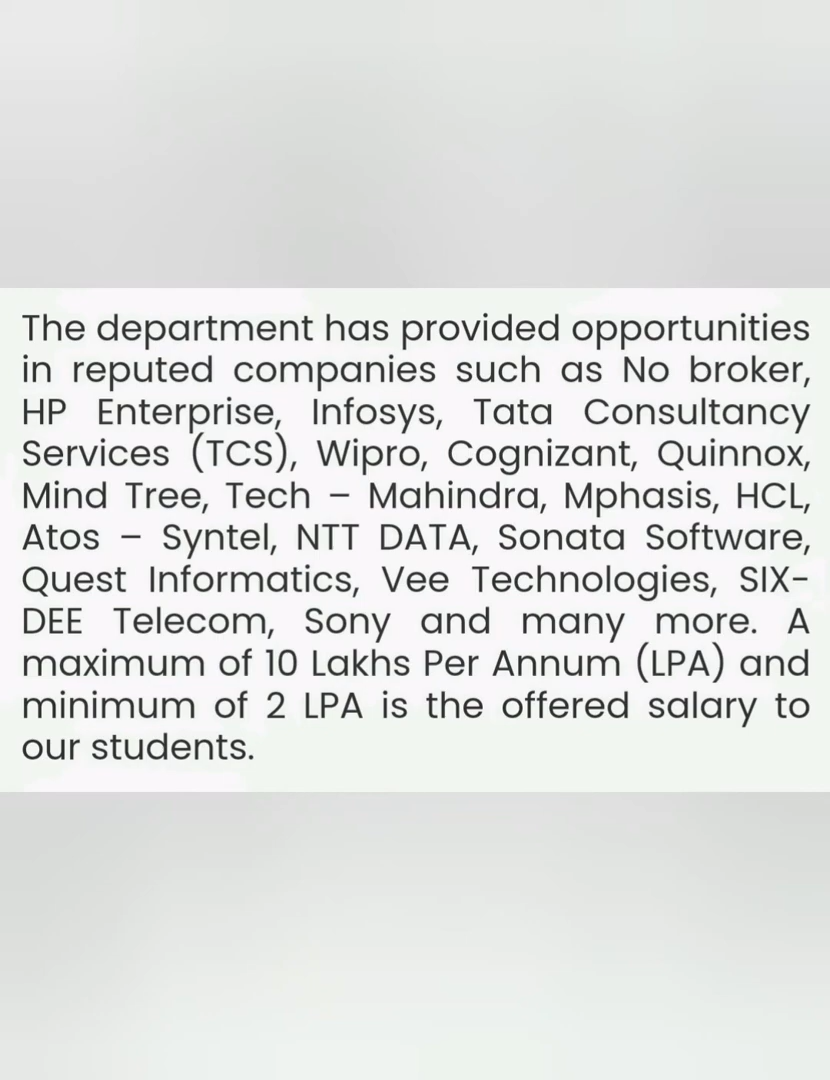 The department has provided opportunities
in reputed companies such as No broker,
HP Enterprise, Infosys, Tata Consultancy
Services (TCS), Wipro, Cognizant, Quinnox,
Mind Tree, Tech – Mahindra, Mphasis, HCL,
Atos – Syntel, NTT DATA, Sonata Software,
Quest Informatics, Vee Technologies, SIX-
DEE Telecom, Sony and many more. A
maximum of 10 Lakhs Per Annum (LPA) and
minimum of 2 LPA is the offered salary to
our students.